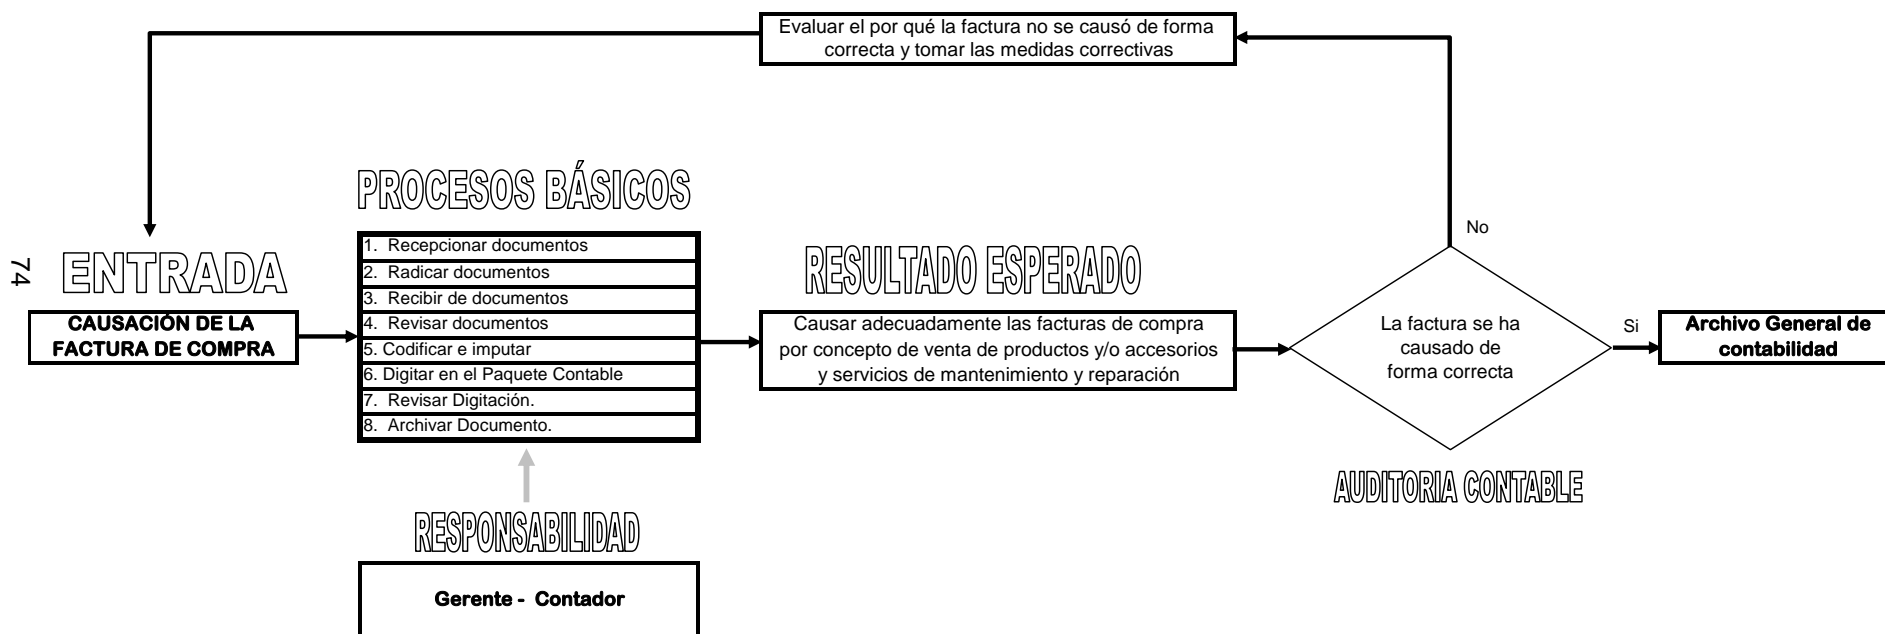 Evaluar el por qué la factura no se causó de forma
correcta y tomar las medidas correctivas
PROCESOS BÁSICOS
1. Recepcionar documentos
2. Radicar documentos
3. Recibir de documentos
4. Revisar documentos
5. Codificar e imputar
6. Digitar en el Paquete Contable
7. Revisar Digitación.
8. Archivar Documento.
74
ENTRADA
CAUSACIÓN DE LA
FACTURA DE COMPRA
RESULTADO ESPERADO
Causar adecuadamente las facturas de compra
por concepto de venta de productos y/o accesorios
y servicios de mantenimiento y reparación
No
La factura se ha
causado de
forma correcta
Si
Archivo General de
contabilidad
AUDITORIA CONTABLE
RESPONSABILIDAD
Gerente - Contador